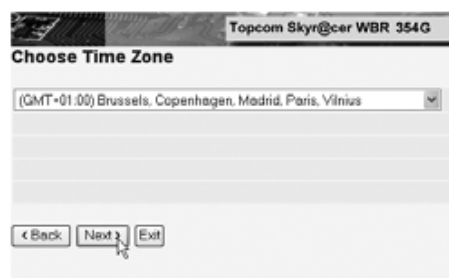 Topcom Skyr@cer WBR 354G
Choose Time Zone
(GMT+01:00) Brussels, Copenhagen, Madrid, Paris, Vilnius
< Back Next > Exit